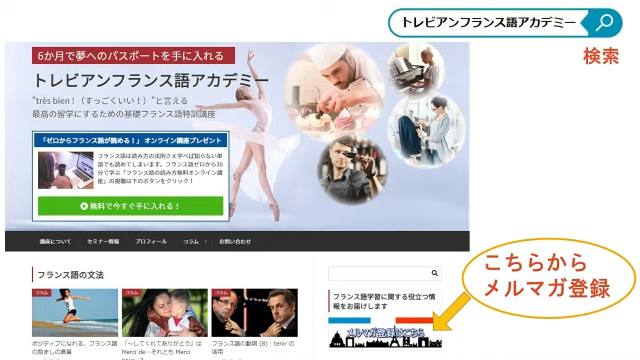 トレビアンフランス語アカデミー
検索
6か月で夢へのパスポートを手に入れる
トレビアンフランス語アカデミー
"très bien！（すっごくいい！）"と言える
最高の留学にするための基礎フランス語特訓講座
「ゼロからフランス語が読める！」 オンライン講座プレゼント
フランス語は読み方の法則さえ学べば知らない単
語でも読めてしまいます。フランス語ゼロから30
分で学ぶ「フランス語の読み方無料オンライン講
座」の視聴は下のボタンをクリック！
無料で今すぐ手に入れる！
講座について
セミナー情報
プロフィール
コラム
お問い合わせ
フランス語の文法
コラム
コラム
コラム
ポジティブになれる、フランス語
の励ましの言葉
「〜してくれてありがとう」は
Merci de…それとも Merci
フランス語の動詞 (8)：tenir の
活用
フランス語学習に関する役立つ情
報をお届けします
メルマガ登録はこちら
こちらから
メルマガ登録